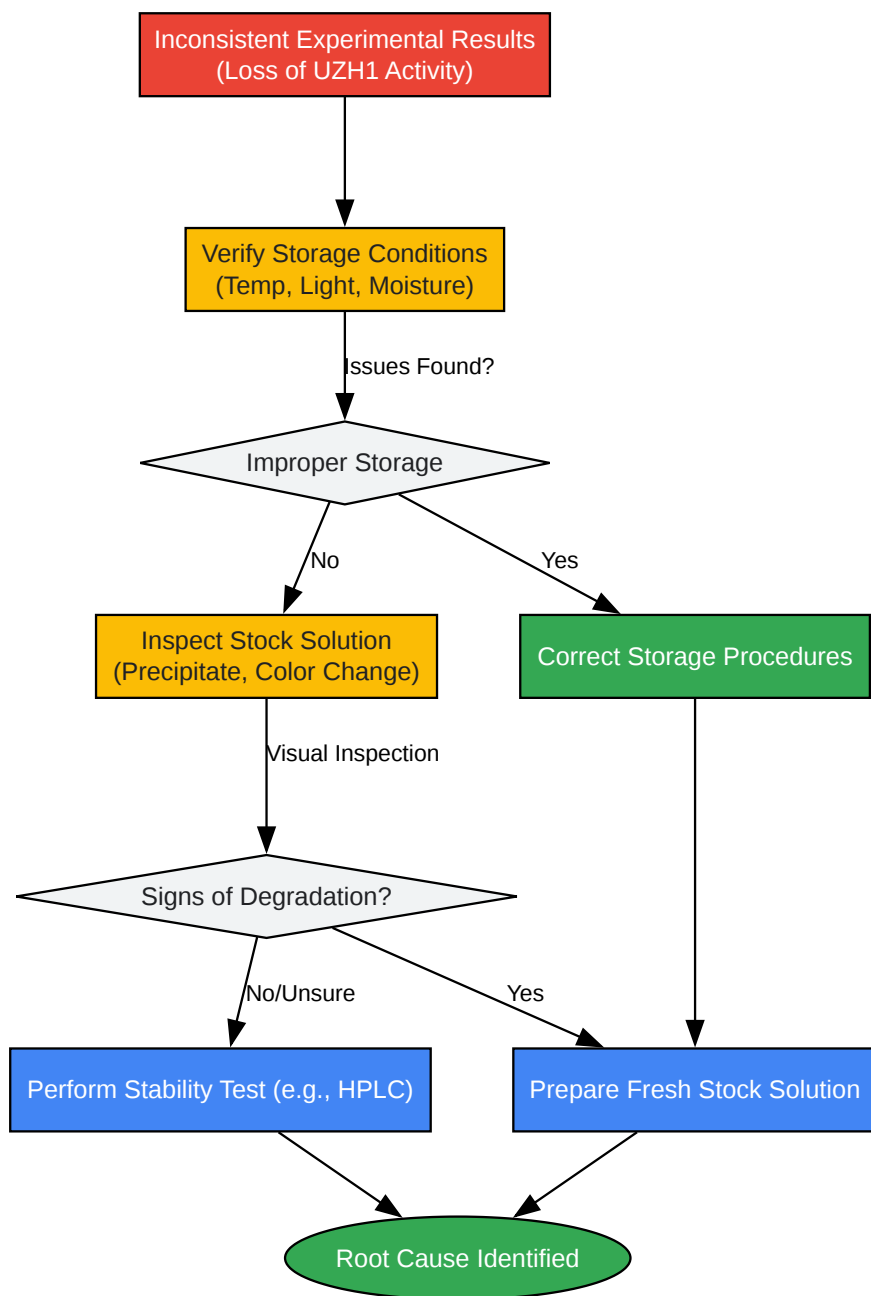 Inconsistent Experimental Results
(Loss of UZH1 Activity)
Verify Storage Conditions
(Temp, Light, Moisture)
Issues Found?
Improper Storage
No
Yes
Inspect Stock Solution
(Precipitate, Color Change)
Correct Storage Procedures
Visual Inspection
Signs of Degradation?
No/Unsure
Yes
Perform Stability Test (e.g., HPLC)
Prepare Fresh Stock Solution
Root Cause Identified